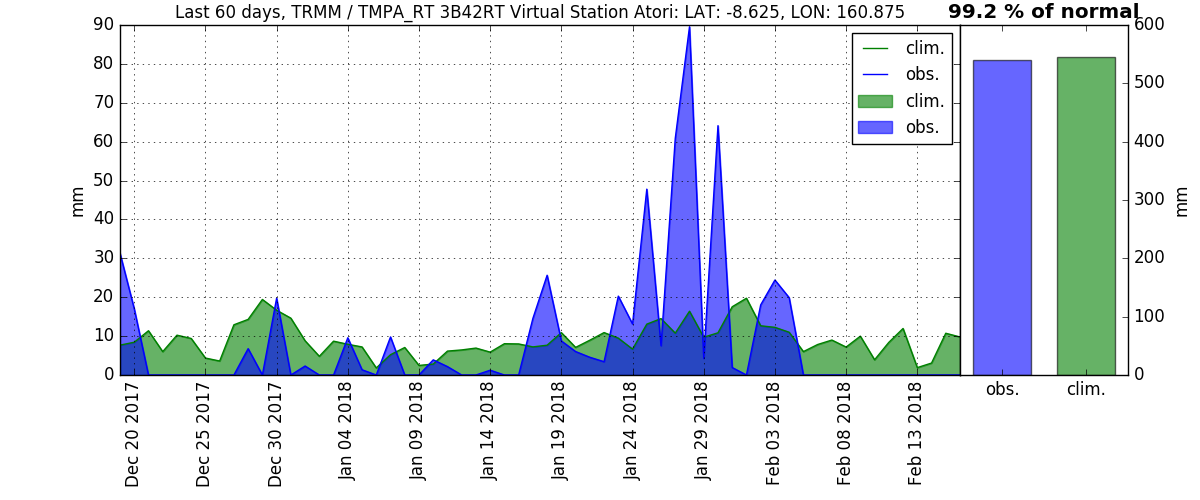 Last 60 days, TRMM / TMPA_RT 3B42RT Virtual Station Atori: LAT: -8.625, LON: 160.875
99.2 % of normal
90
80
70
60
50
40
30
20
10
0
mm
clim.
obs.
clim.
obs.
600
500
400
300
200
100
0
mm
obs.
clim.
Dec 20 2017
Dec 25 2017
Dec 30 2017
Jan 04 2018
Jan 09 2018
Jan 14 2018
Jan 19 2018
Jan 24 2018
Jan 29 2018
Feb 03 2018
Feb 08 2018
Feb 13 2018